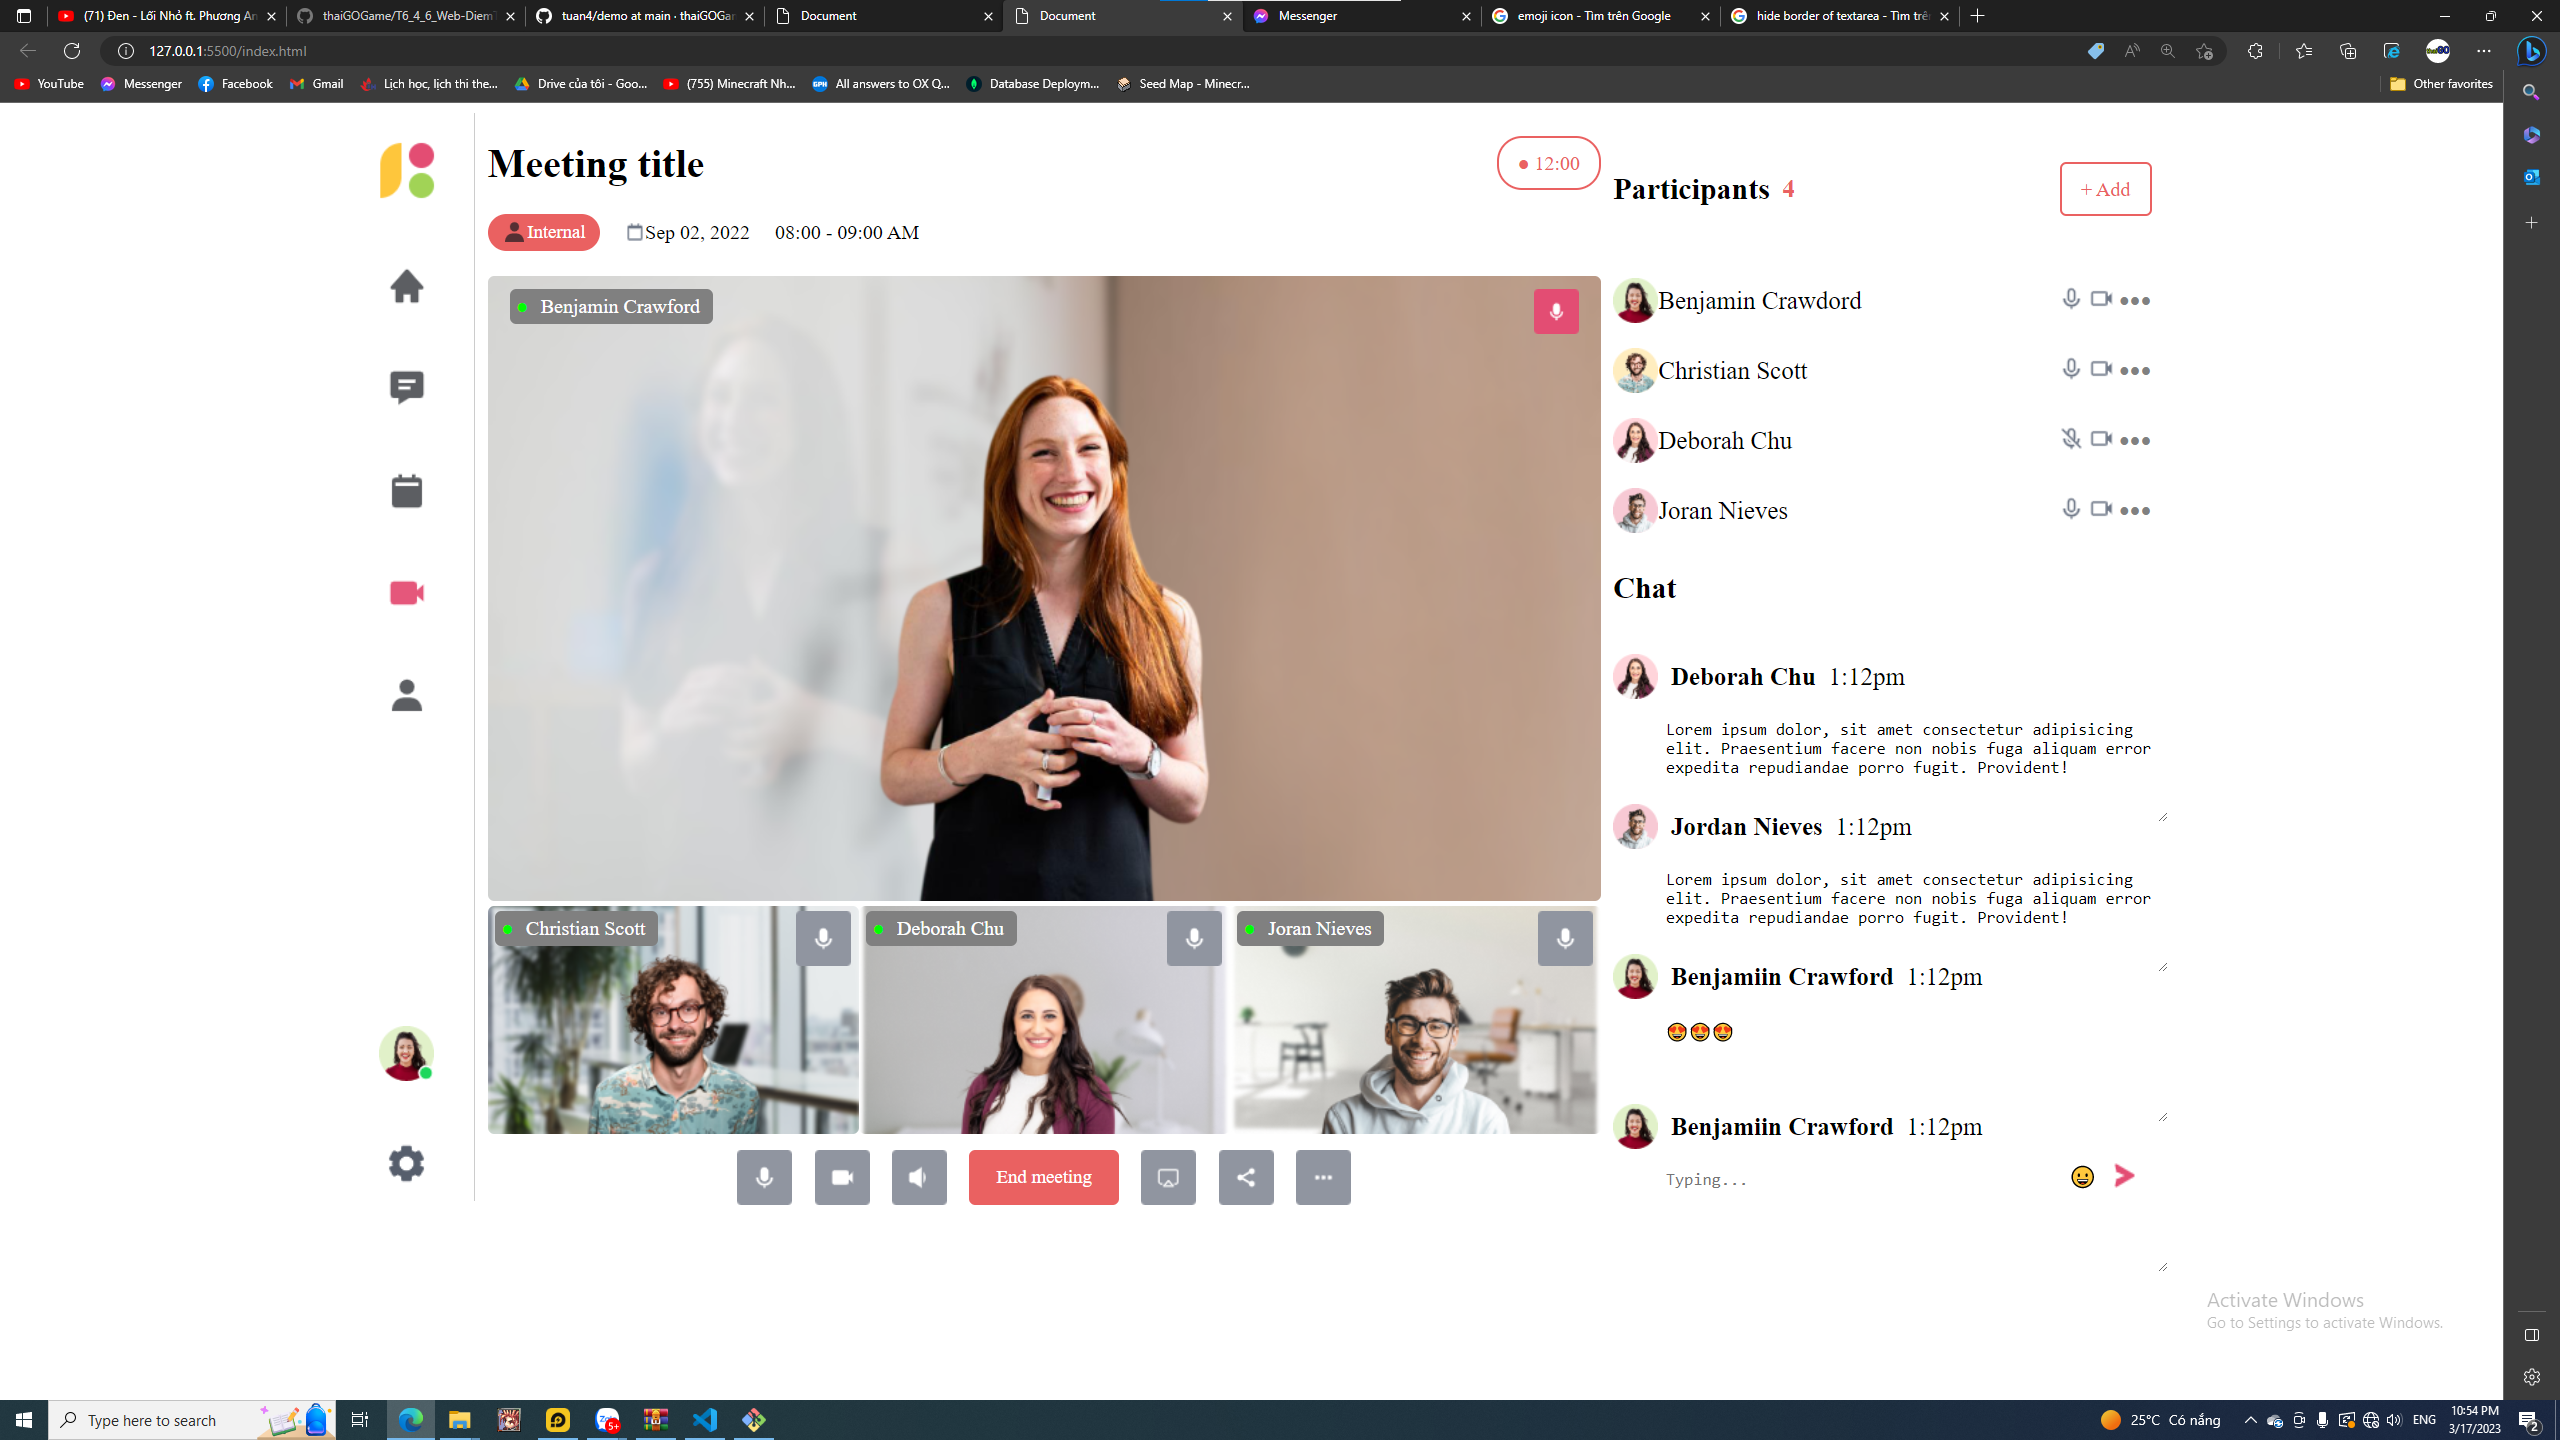 (71) Đen - Lối Nhỏ ft. Phương An
thaiGOGame/T6_4_6_Web-DiemT
tuan4/demo at main · thaiGOGam
Document
Document
Messenger
emoji icon - Tìm trên Google
hide border of textarea - Tìm trên
127.0.0.1:5500/index.html
YouTube
Messenger
Facebook
Gmail
Lịch học, lịch thi the...
Drive của tôi - Goo...
(755) Minecraft Nh...
All answers to OX Q...
Database Deploym...
Seed Map - Minecr...
Other favorites
Meeting title
12:00
Internal
Sep 02, 2022
08:00 - 09:00 AM
Benjamin Crawford
Christian Scott
Deborah Chu
Joran Nieves
End meeting
Participants 4
+ Add
Benjamin Crawdord
Christian Scott
Deborah Chu
Joran Nieves
Chat
Deborah Chu 1:12pm
Lorem ipsum dolor, sit amet consectetur adipisicing
elit. Praesentium facere non nobis fuga aliquam error
expedita repudiandae porro fugit. Provident!
Jordan Nieves 1:12pm
Lorem ipsum dolor, sit amet consectetur adipisicing
elit. Praesentium facere non nobis fuga aliquam error
expedita repudiandae porro fugit. Provident!
Benjamiin Crawford 1:12pm
😍😍😍
Benjamiin Crawford 1:12pm
Typing...
Activate Windows
Go to Settings to activate Windows.
Type here to search
25°C Có nắng
ENG
10:54 PM
3/17/2023
2